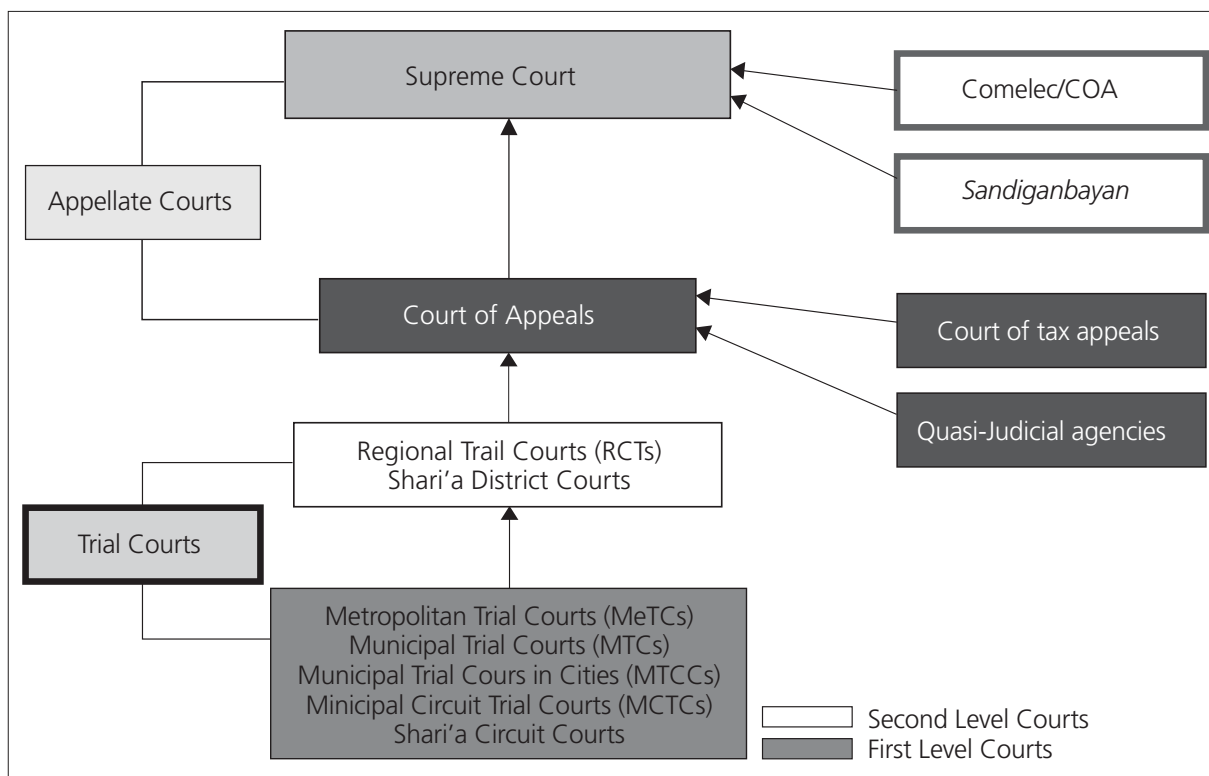 Supreme Court
Comelec/COA
Appellate Courts
Sandiganbayan
Court of Appeals
Court of tax appeals
Quasi-Judicial agencies
Regional Trail Courts (RCTs)
Shari’a District Courts
Trial Courts
Metropolitan Trial Courts (MeTCs)
Municipal Trial Courts (MTCs)
Municipal Trial Cours in Cities (MTCCs)
Minicipal Circuit Trial Courts (MCTCs)
Shari’a Circuit Courts
Second Level Courts
First Level Courts